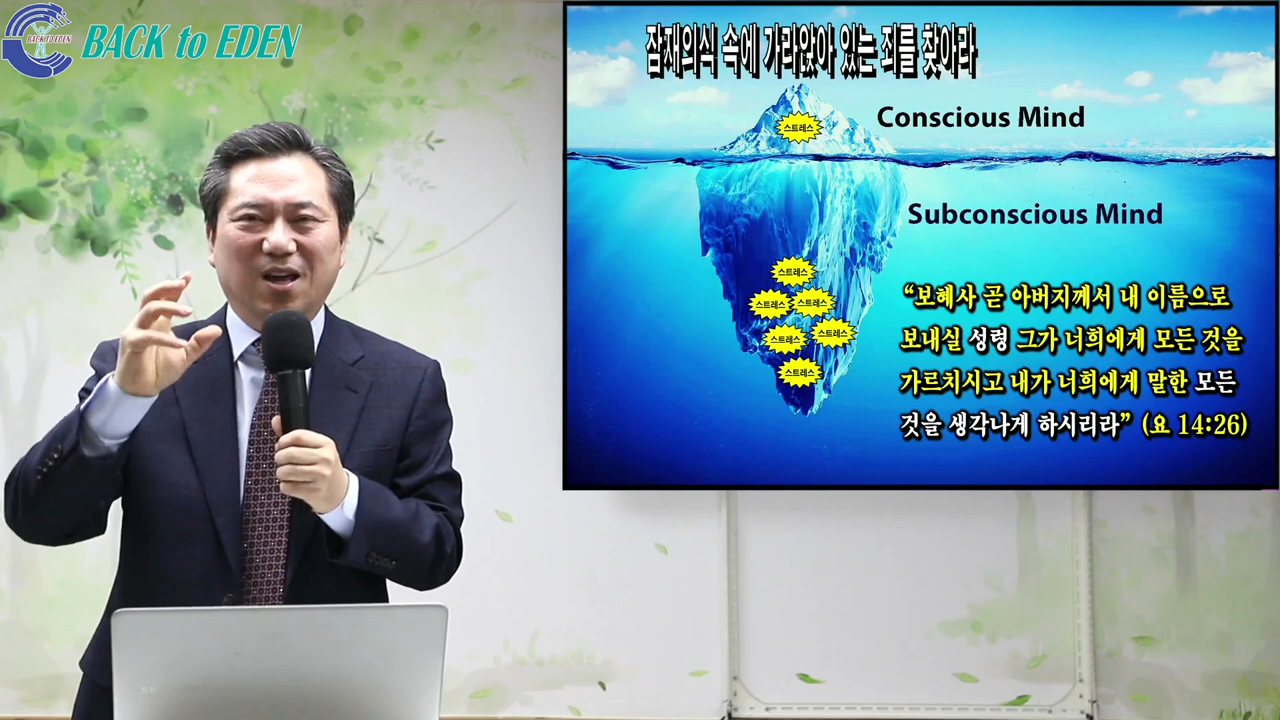 BACK TO EDEN
BACK to EDEN
잠재의식 속에 가라앉아 있는 죄를 찾아라
스트레스
Conscious Mind
Subconscious Mind
스트레스
스트레스
스트레스
스트레스
스트레스
스트레스
“보혜사 곧 아버지께서 내 이름으로
보내실 성령 그가 너희에게 모든 것을
가르치시고 내가 너희에게 말한 모든
것을 생각나게 하시리라” (요 14:26)